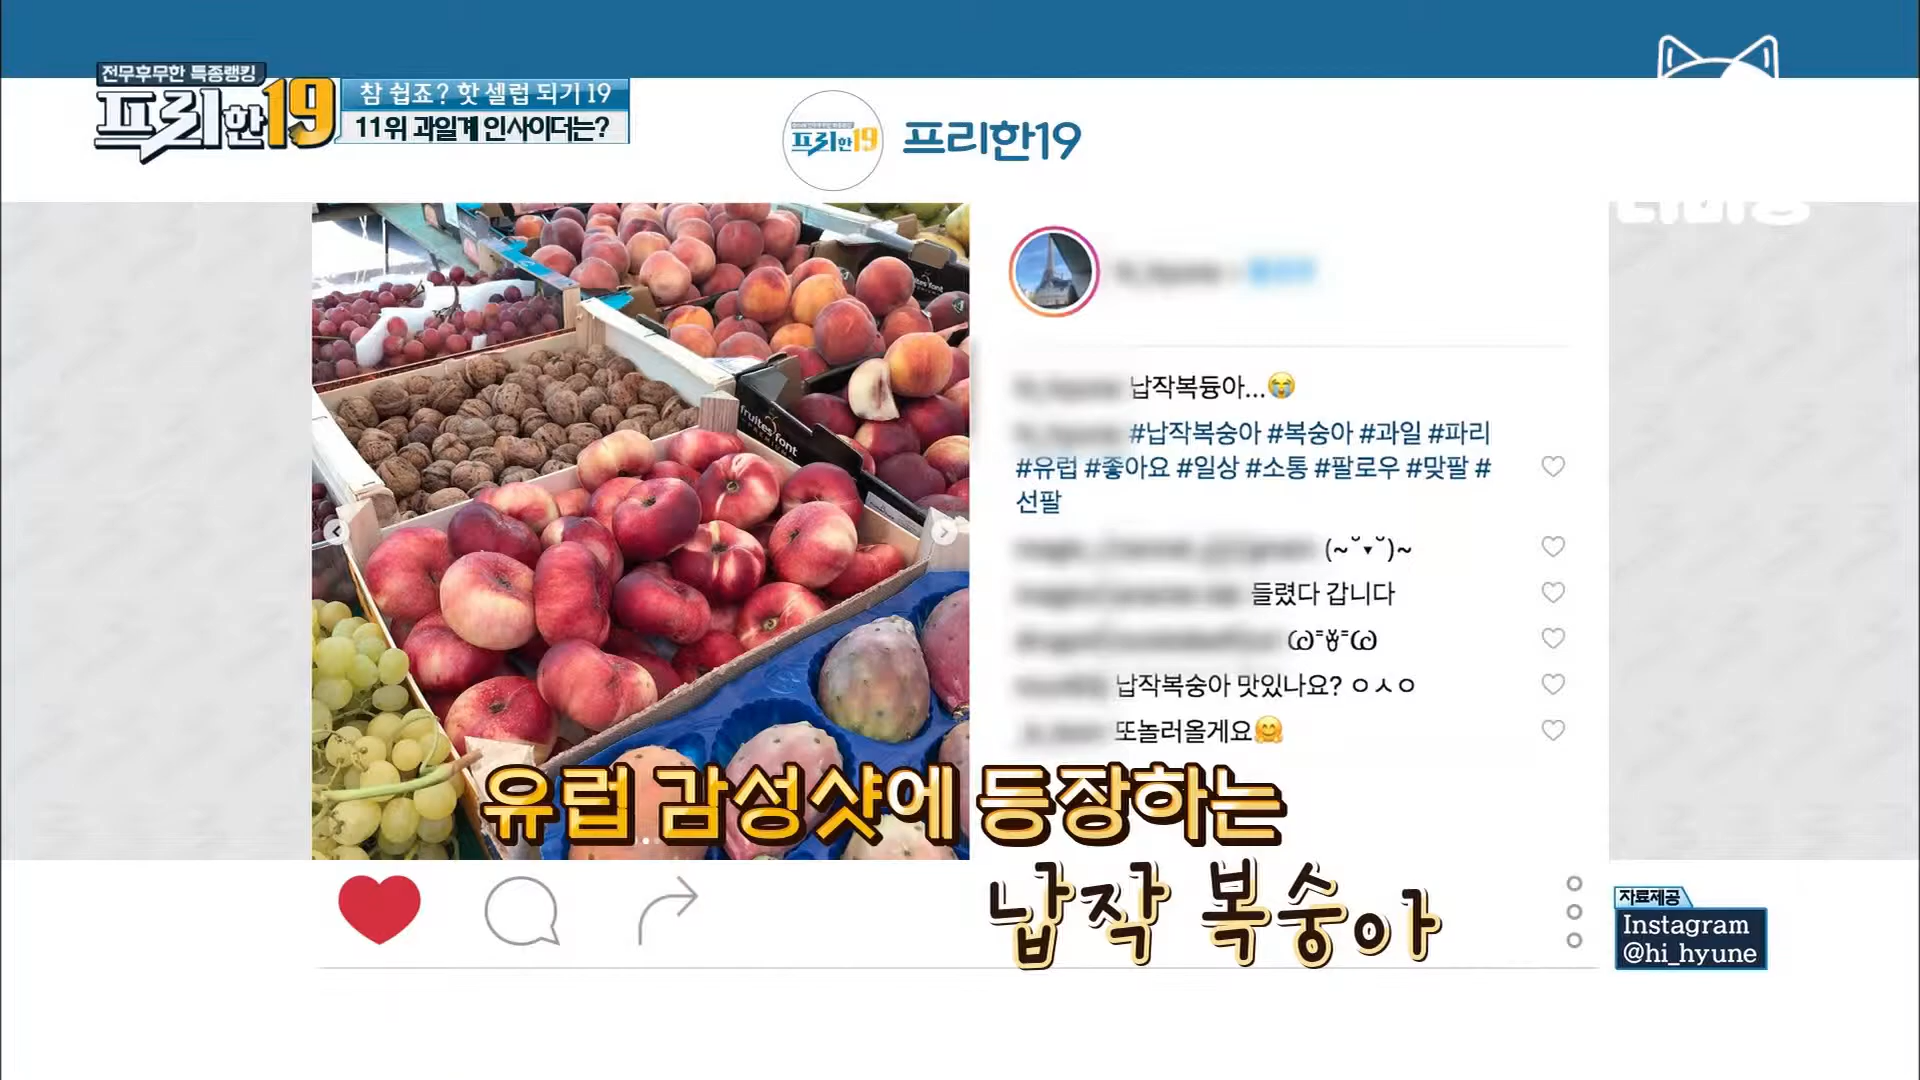 전무후무한 특종랭킹
프리한19
참 쉽죠? 핫 셀럽 되기 19
11위 과일계 인사이더는?
프리한19
프리한19
납작복듕아...😭
#납작복숭아 #복숭아 #과일 #파리
#유럽 #좋아요 #일상 #소통 #팔로우 #맞팔 #
선팔
(~˘▾˘)~
들렸다 갑니다
납작복숭아 맛있나요? ㅇㅅㅇ
또놀러올게요🤗
fruites font
fruites font
유럽 감성샷에 등장하는
납작 복숭아
자료제공
Instagram
@hi_hyune